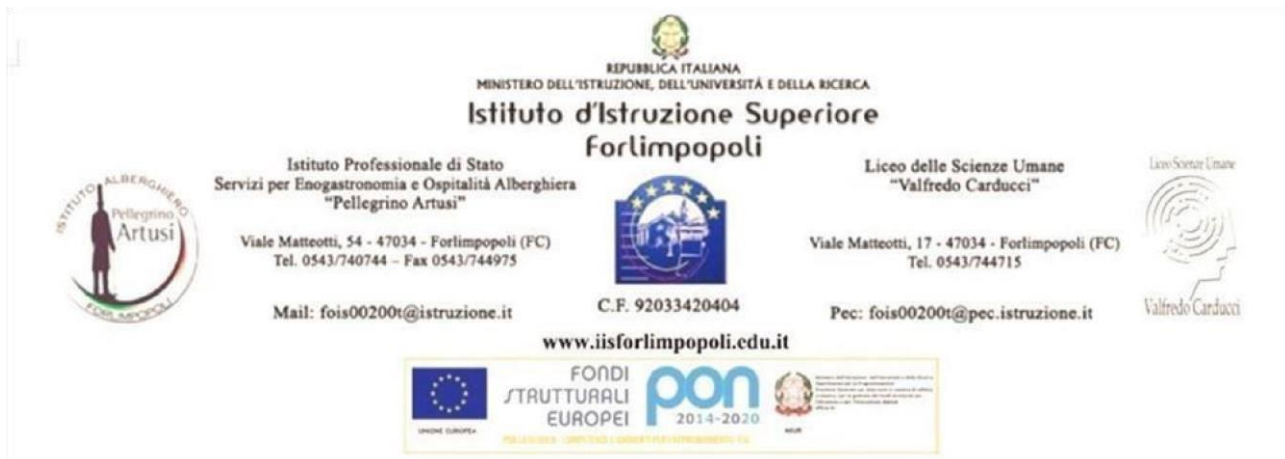 REPUBBLICA ITALIANA
MINISTERO DELL'ISTRUZIONE, DELL'UNIVERSITÁ E DELLA RICERCA
Istituto d'Istruzione Superiore
Forlimpopoli
ISTITUTO ALBERGHIERO
Pellegrino
Artusi
FORLIMPOPOLI
Istituto Professionale di Stato
Servizi per Enogastronomia e Ospitalità Alberghiera
"Pellegrino Artusi"
Viale Matteotti, 54 - 47034 - Forlimpopoli (FC)
Tel. 0543/740744 – Fax 0543/744975
Mail: fois00200t@istruzione.it
C.F. 92033420404
Liceo delle Scienze Umane
"Valfredo Carducci"
Viale Matteotti, 17 - 47034 - Forlimpopoli (FC)
Tel. 0543/744715
Pec: fois00200t@pec.istruzione.it
Liceo Scienze Umane
Valfredo Carducci
www.iisforlimpopoli.edu.it
UNIONE EUROPEA
FONDI
STRUTTURALI
EUROPEI
pon
2014-2020
MIUR